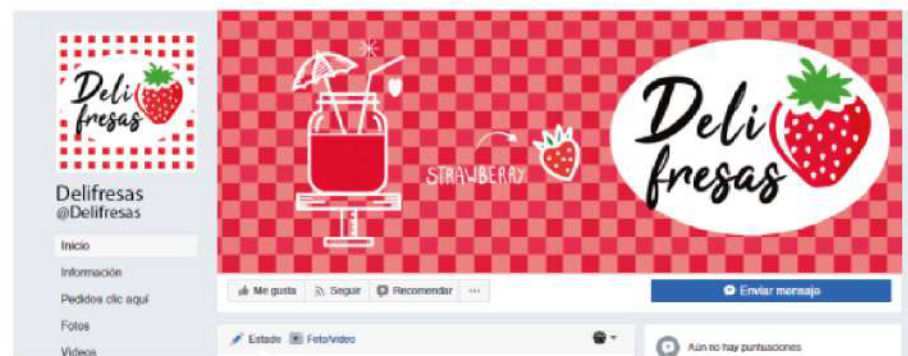 Deli
fresas
Delifresas
@Delifresas
Inicio
Información
Pedidos clic aquí
Fotos
Videos
STRAWBERRY
Deli
fresas
Me gusta
Seguir
Recomendar
Enviar mensaje
Estado
Foto/video
Aún no hay puntuaciones